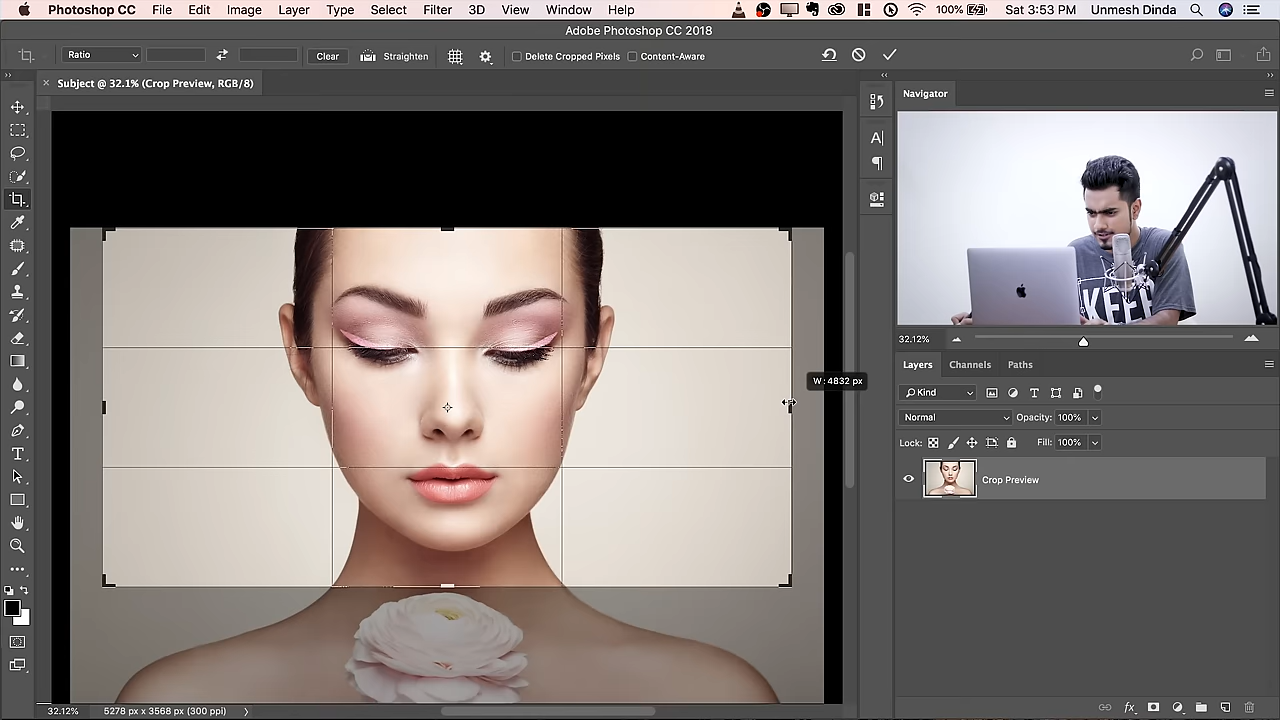 Photoshop CC File Edit Image Layer Type Select Filter 3D View Window Help 100% Sat 3:53 PM Unmesh Dinda
Adobe Photoshop CC 2018
Ratio Clear Straighten Delete Cropped Pixels Content-Aware
Subject @ 32.1% (Crop Preview, RGB/8)
Navigator
32.12%
W: 4832 px
Layers Channels Paths
Kind
Normal Opacity: 100%
Lock: Fill: 100%
Crop Preview
32.12% 5278 px x 3568 px (300 ppi)